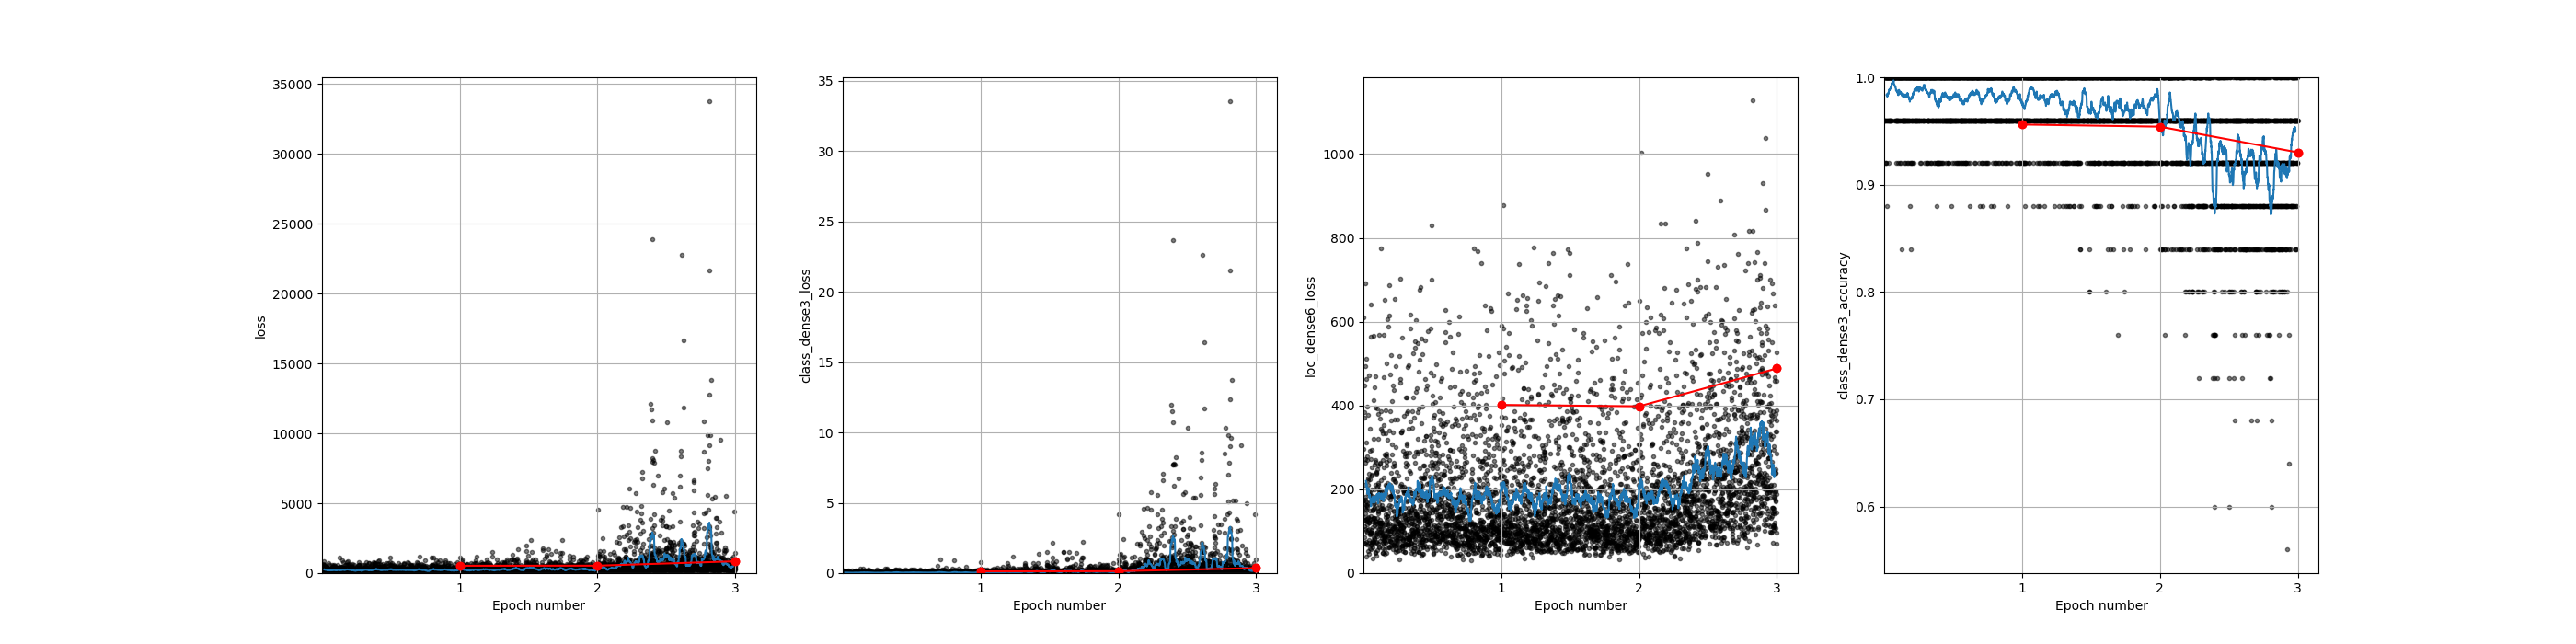 35000
30000
25000
20000
15000
10000
5000
0
loss
1 2 3
Epoch number
35
30
25
20
15
10
5
0
class_dense3_loss
1 2 3
Epoch number
1000
800
600
400
200
0
loc_dense6_loss
1 2 3
Epoch number
1.0
0.9
0.8
0.7
0.6
class_dense3_accuracy
1 2 3
Epoch number